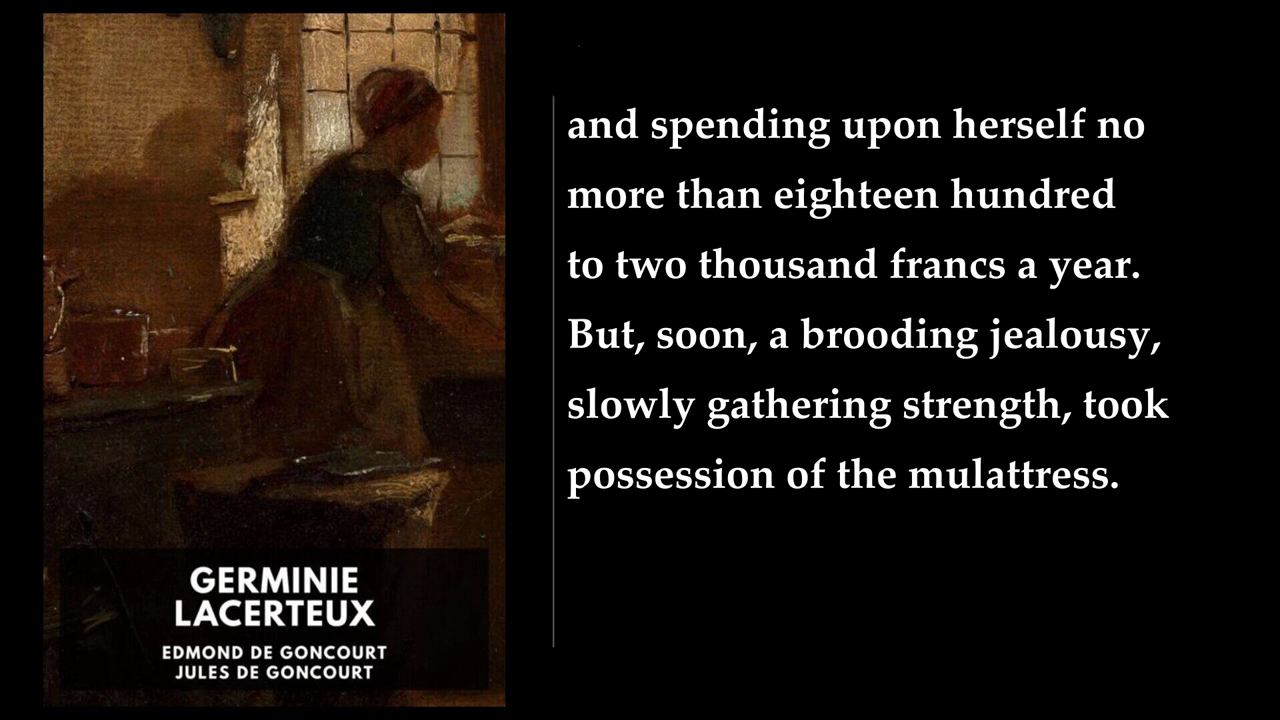 and spending upon herself no
more than eighteen hundred
to two thousand francs a year.
But, soon, a brooding jealousy,
slowly gathering strength, took
possession of the mulattress.
GERMINIE
LACERTEUX
EDMOND DE GONCOURT
JULES DE GONCOURT